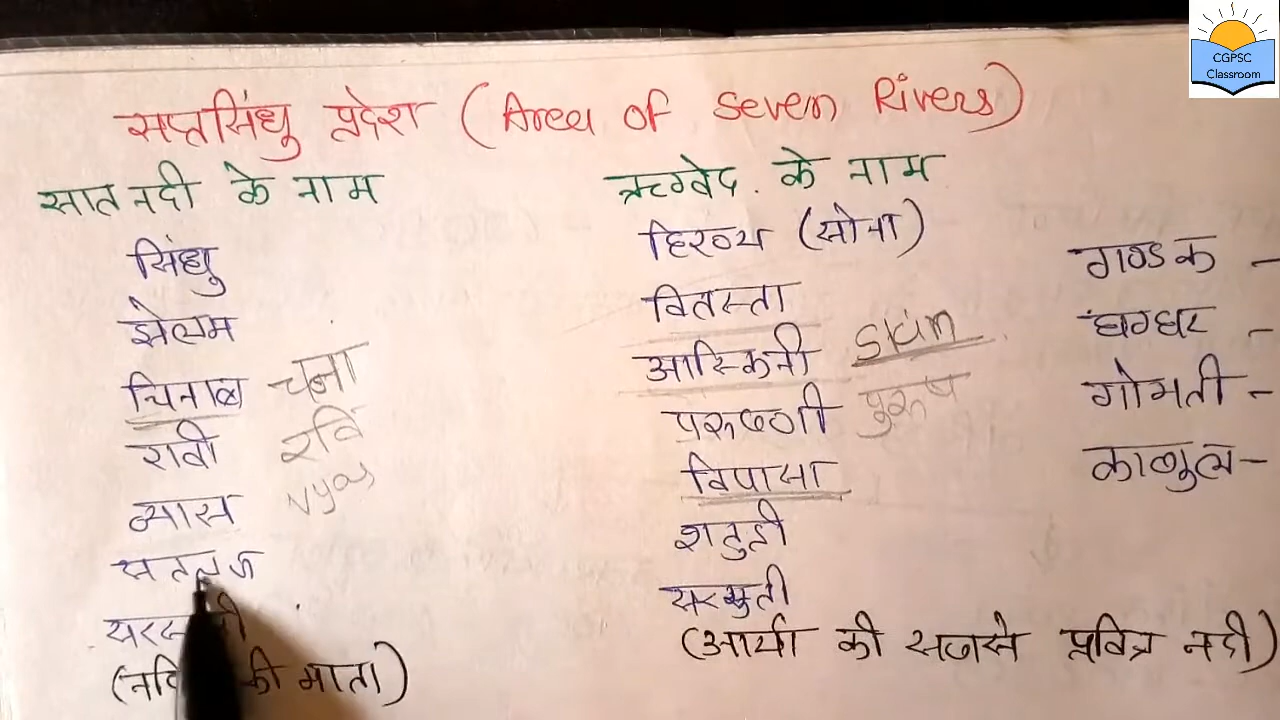 CGPSC
Classroom
सप्तसिंधु प्रदेश (Area of Seven Rivers)
सात नदी के नाम
ऋग्वेद के नाम
सिंधु
हिरण्य (सोना)
गण्डक -
झेलम
वितस्ता
घग्घर -
चिनाब चना
आस्किनी skin
गोमती -
रावी रवि
परूष्णी पुरूष
काबुल -
व्यास vyas
विपासा
सतलज
शतुद्री
सरसुती
(आर्यो की सबसे पवित्र नदी)
की माता)